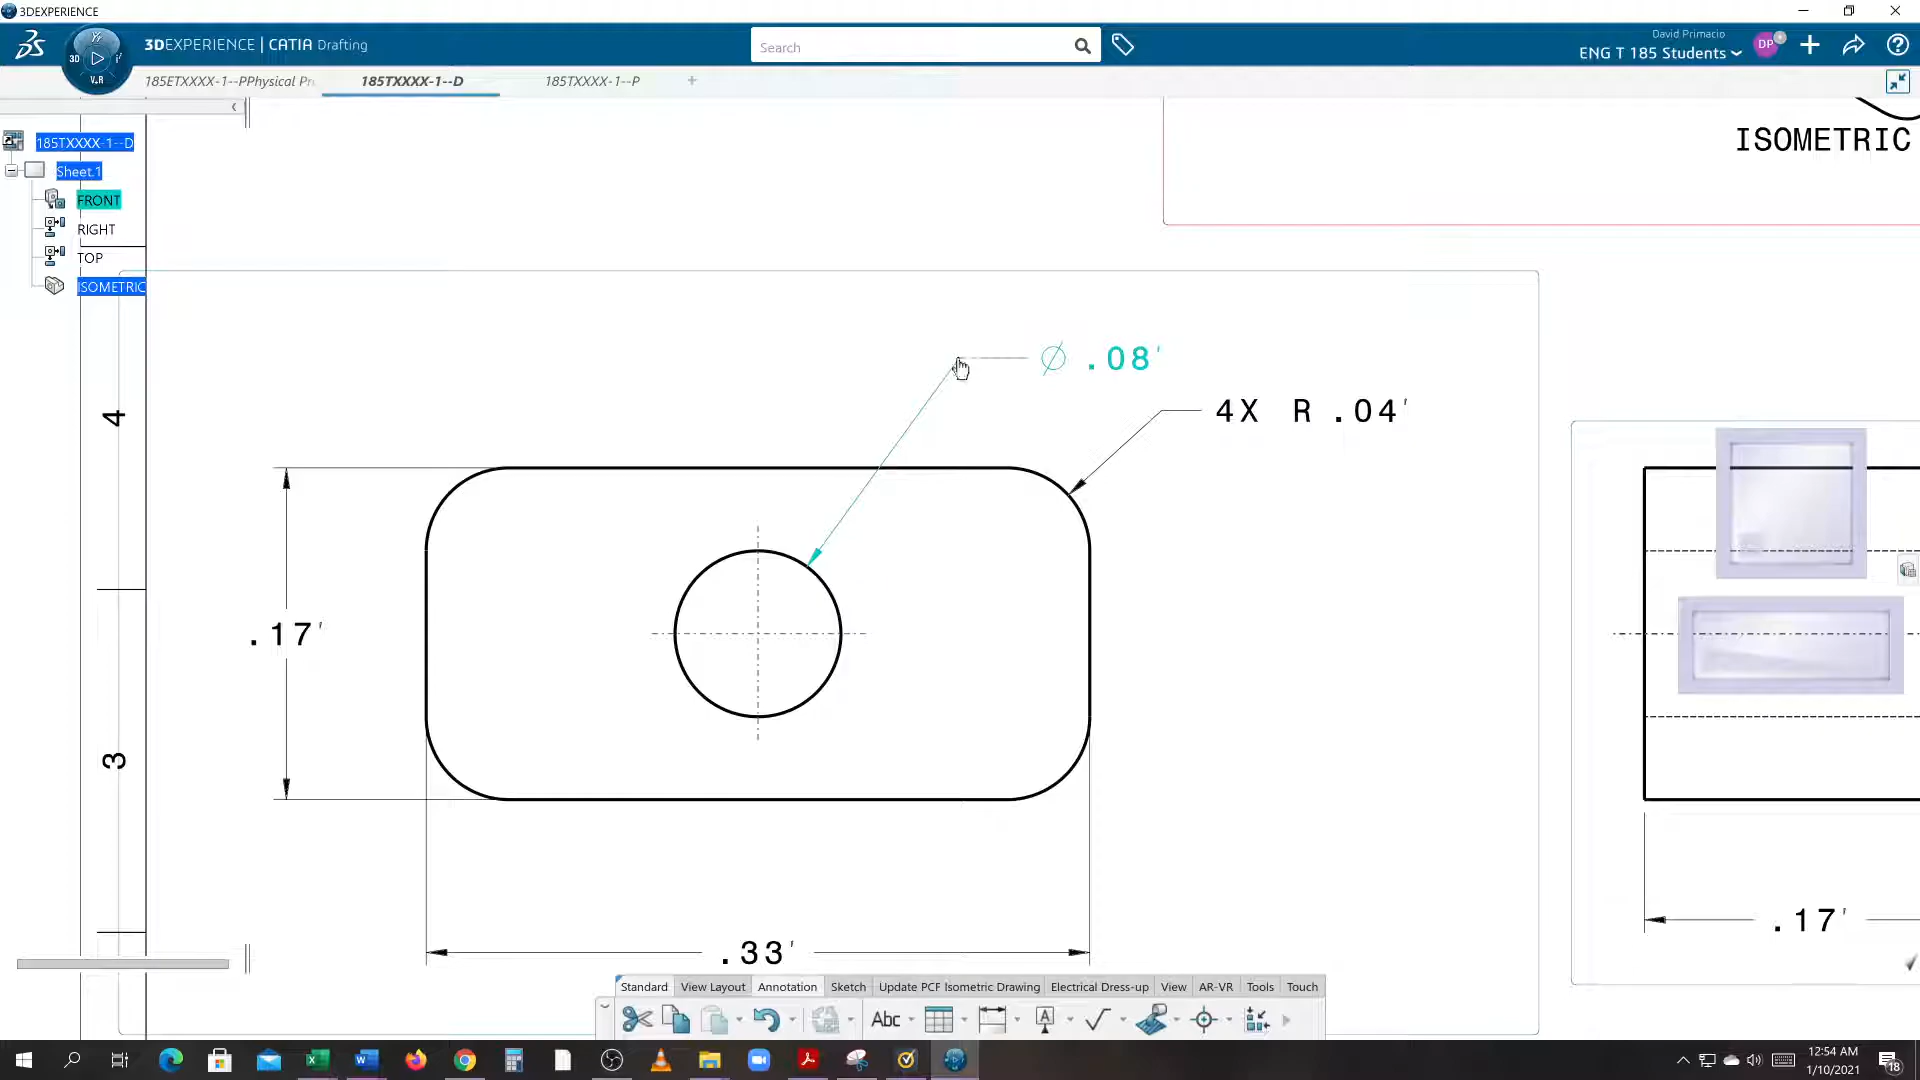 3DEXPERIENCE
3DEXPERIENCE | CATIA Drafting
Search
David Primacio
ENG T 185 Students
DP
3D
V.R
185ETXXXX-1--PPhysical Pr
185TXXXX-1--D
185TXXXX-1--P
185TXXXX-1--D
Sheet.1
FRONT
RIGHT
TOP
ISOMETRIC
ISOMETRIC
4
3
Ø .08'
4X R .04'
.17'
.33'
.17'
Standard
View Layout
Annotation
Sketch
Update PCF Isometric Drawing
Electrical Dress-up
View
AR-VR
Tools
Touch
Abc
12:54 AM
1/10/2021
18